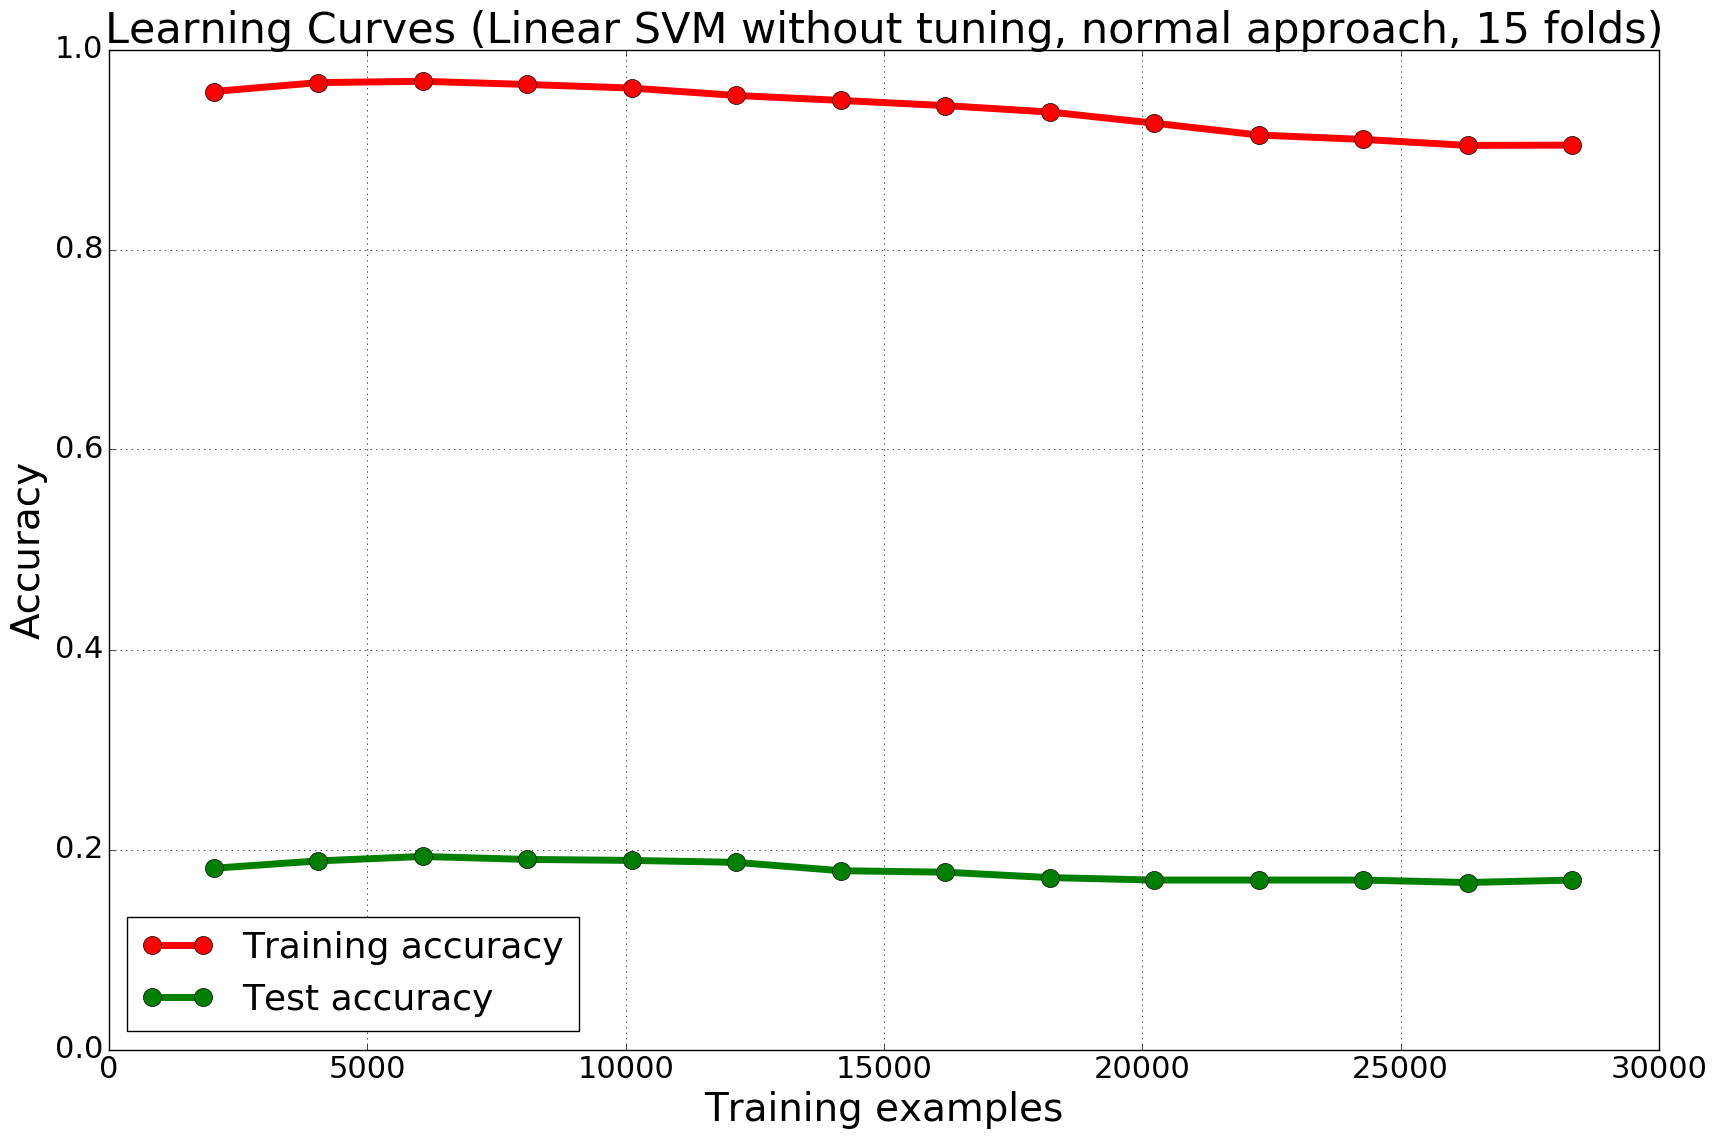 Learning Curves (Linear SVM without tuning, normal approach, 15 folds)
1.0
0.8
0.6
0.4
0.2
0.0
Accuracy
Training accuracy
Test accuracy
0 5000 10000 15000 20000 25000 30000
Training examples